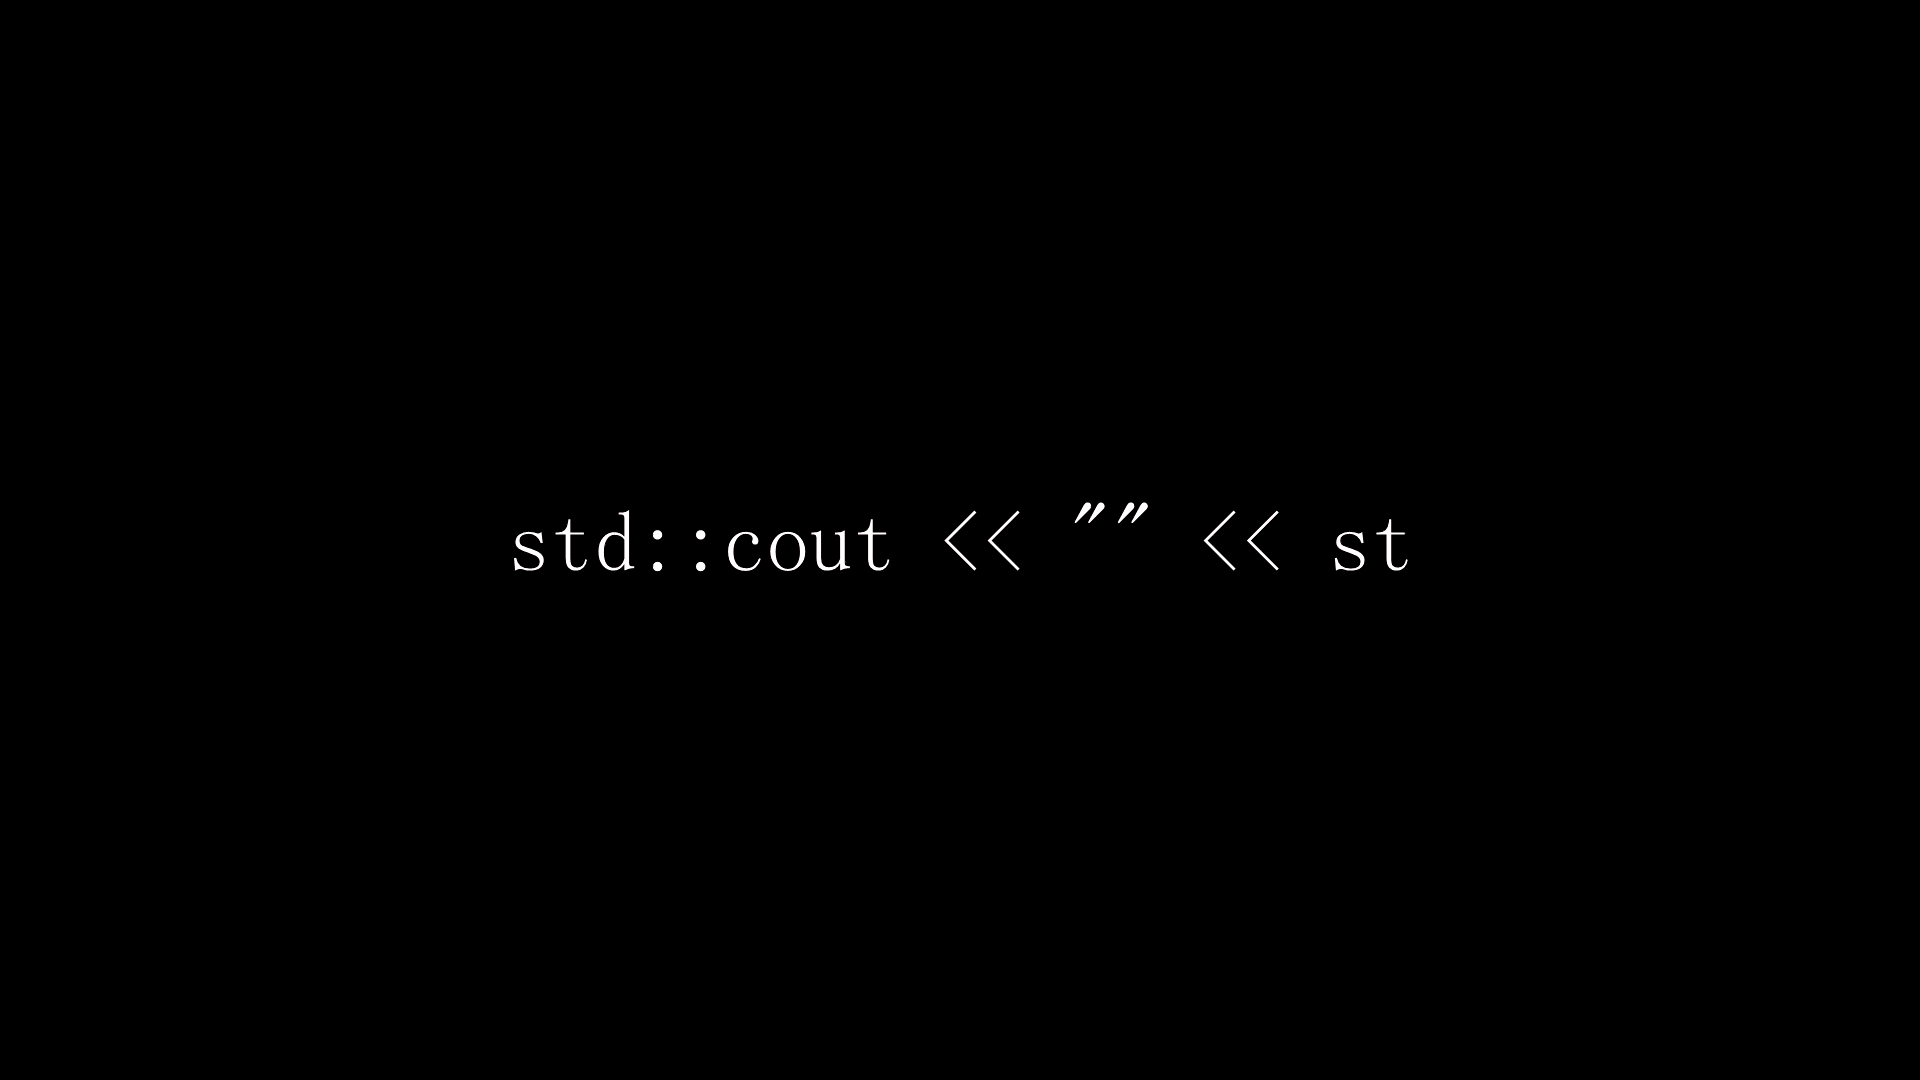 std::cout << "" << st